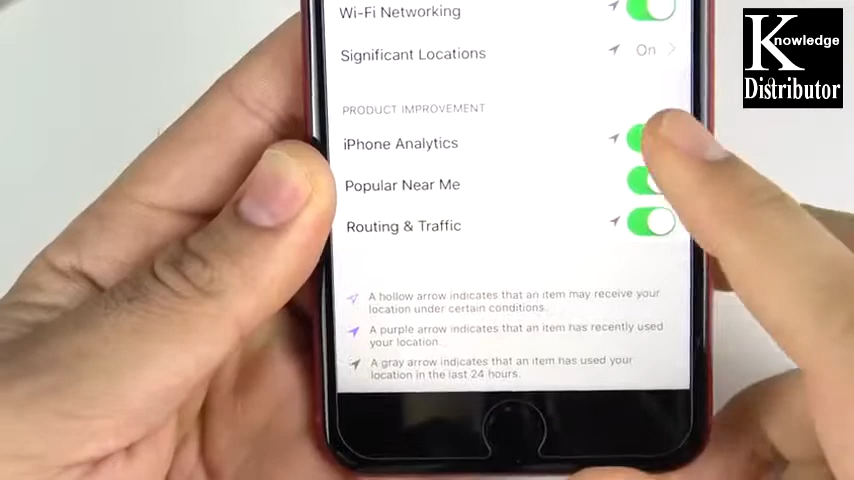 Wi-Fi Networking
Significant Locations On
PRODUCT IMPROVEMENT
iPhone Analytics
Popular Near Me
Routing & Traffic
A hollow arrow indicates that an item may receive your
location under certain conditions.
A purple arrow indicates that an item has recently used
your location.
A gray arrow indicates that an item has used your
location in the last 24 hours.
Knowledge
Distributor